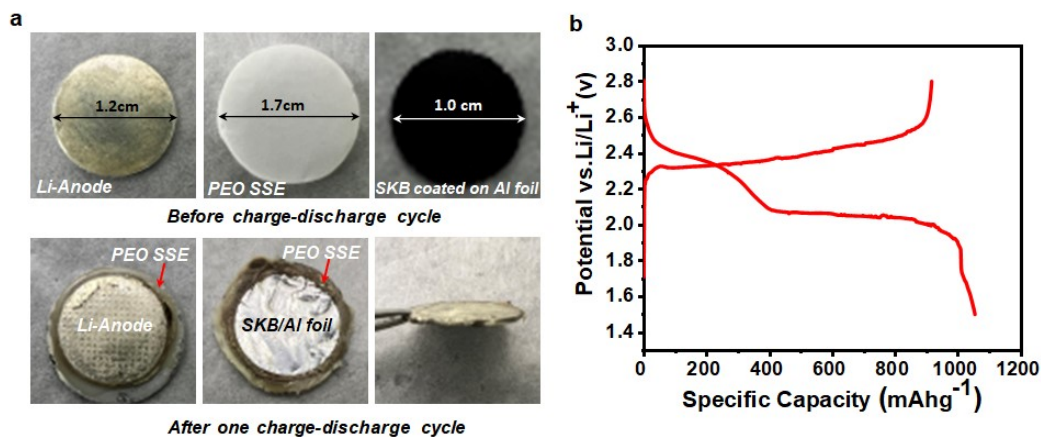 a
1.2cm
Li-Anode
1.7cm
PEO SSE
1.0 cm
SKB coated on Al foil
Before charge-discharge cycle
PEO SSE
Li-Anode
PEO SSE
SKB/Al foil
After one charge-discharge cycle
b
Potential vs.Li/Li⁺(v)
3.0
2.8
2.6
2.4
2.2
2.0
1.8
1.6
1.4
0 200 400 600 800 1000 1200
Specific Capacity (mAhg⁻¹)